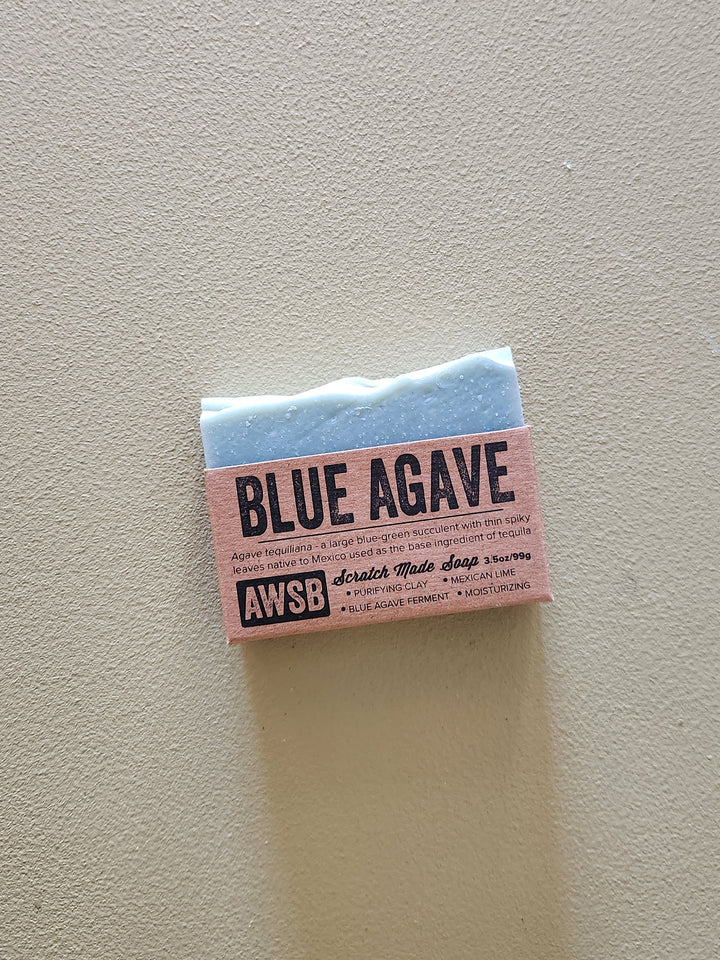 BLUE AGAVE
Agave tequiliana - a large blue-green succulent with thin spiky
leaves native to Mexico used as the base ingredient of tequila
AWSB
Scratch Made Soap 3.5oz/99g
• PURIFYING CLAY • MEXICAN LIME
• BLUE AGAVE FERMENT • MOISTURIZING